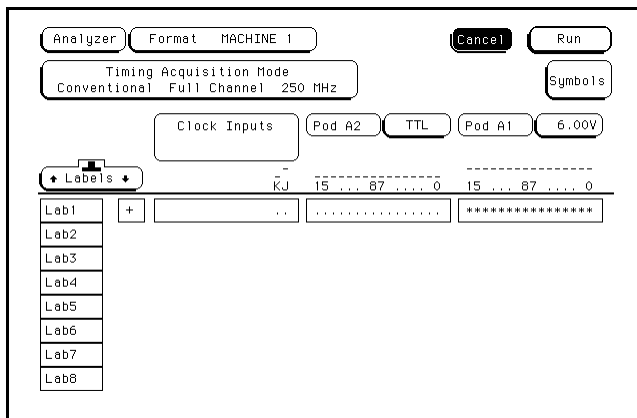 Analyzer Format MACHINE 1 Cancel Run
Timing Acquisition Mode
Conventional Full Channel 250 MHz
Symbols
Clock Inputs Pod A2 TTL Pod A1 6.00V
↑ Labels ↓
KJ 15 ... 87 .... 0 15 ... 87 .... 0
Lab1 + .. ................ ****************
Lab2
Lab3
Lab4
Lab5
Lab6
Lab7
Lab8